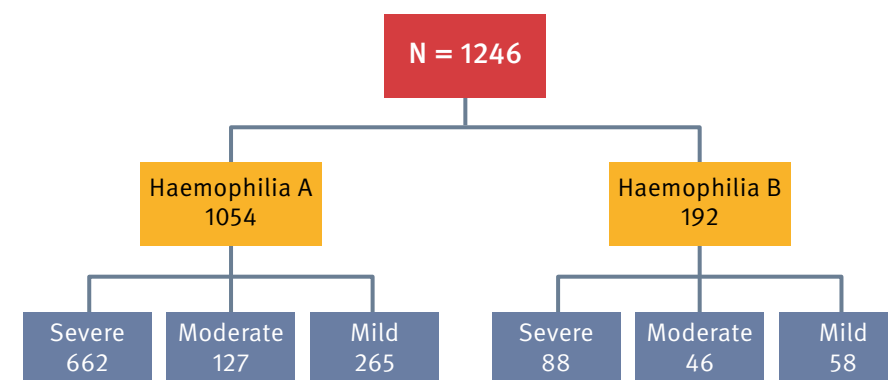 N = 1246
Haemophilia A
1054
Haemophilia B
192
Severe
662
Moderate
127
Mild
265
Severe
88
Moderate
46
Mild
58